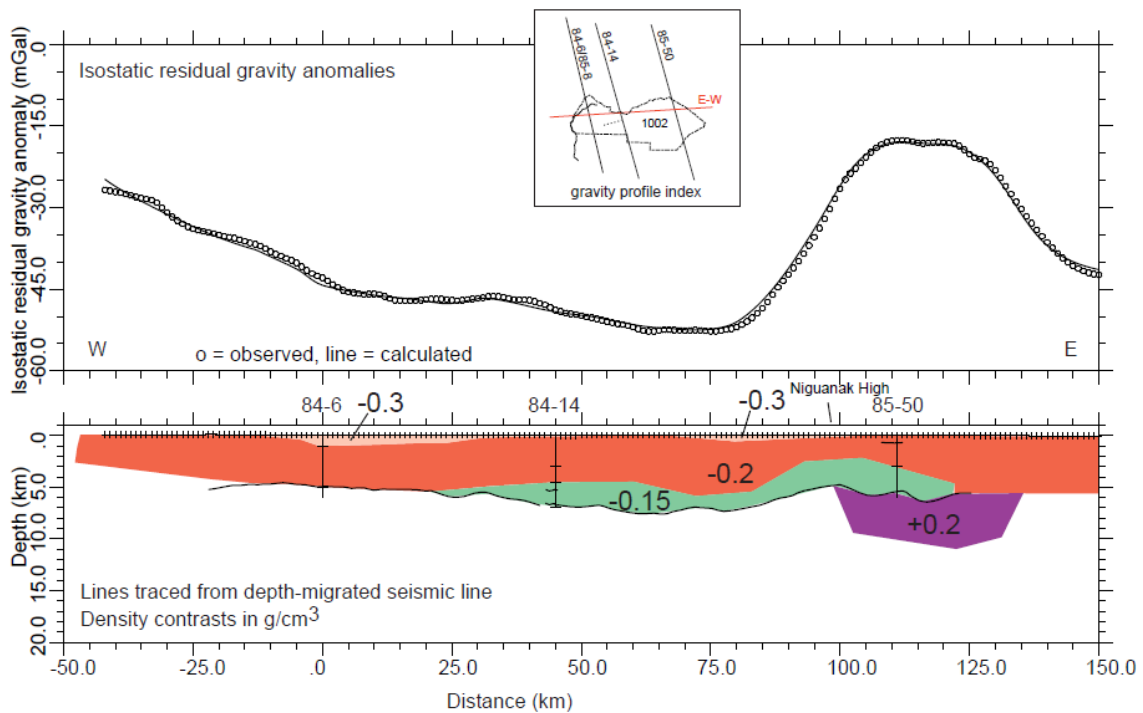 Isostatic residual gravity anomaly (mGal)
.0
-15.0
-30.0
-45.0
-60.0
Isostatic residual gravity anomalies
84-6/85-8
84-14
85-50
E-W
1002
gravity profile index
W
o = observed, line = calculated
E
Niguanak High
84-6
-0.3
84-14
-0.3
85-50
Depth (km)
.0
5.0
10.0
15.0
20.0
-0.2
-0.15
+0.2
Lines traced from depth-migrated seismic line
Density contrasts in g/cm3
-50.0
-25.0
.0
25.0
50.0
75.0
100.0
125.0
150.0
Distance (km)